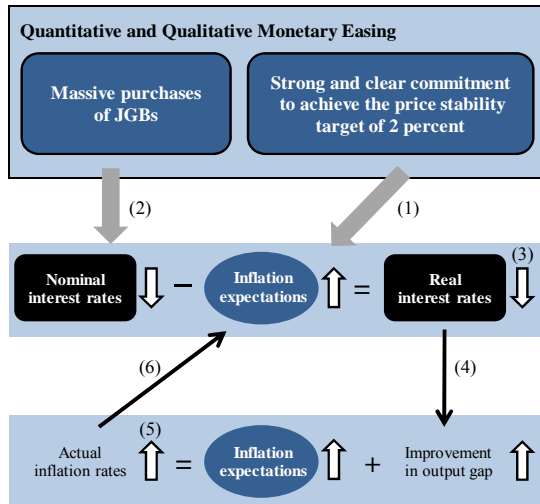 Quantitative and Qualitative Monetary Easing
Massive purchases
of JGBs
Strong and clear commitment
to achieve the price stability
target of 2 percent
(2)
(1)
(3)
Nominal
interest rates
−
Inflation
expectations
=
Real
interest rates
(6)
(4)
(5)
Actual
inflation rates
=
Inflation
expectations
+
Improvement
in output gap